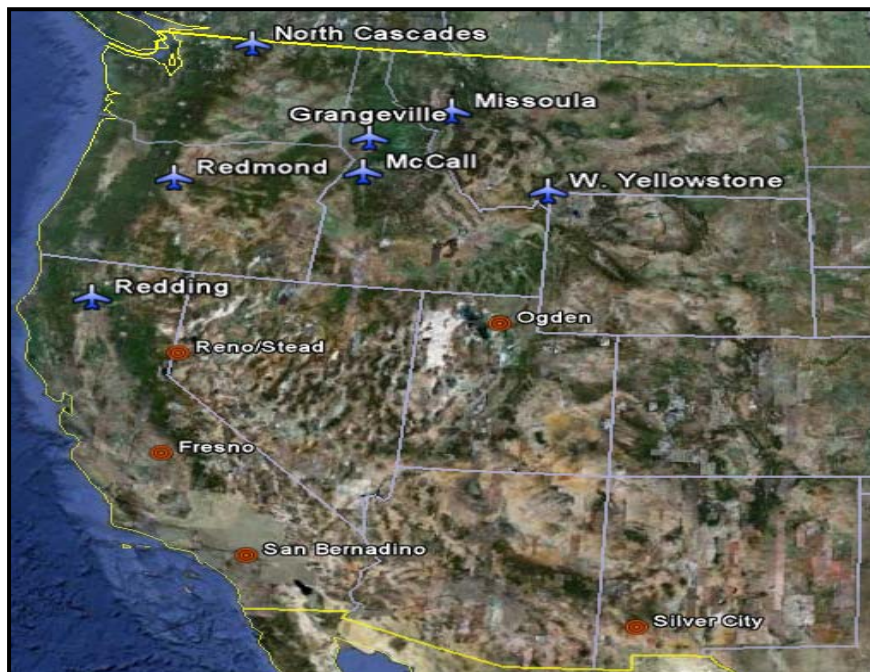 North Cascades
Missoula
Grangeville
McCall
Redmond
W. Yellowstone
Redding
Ogden
Reno/Stead
Fresno
San Bernadino
Silver City